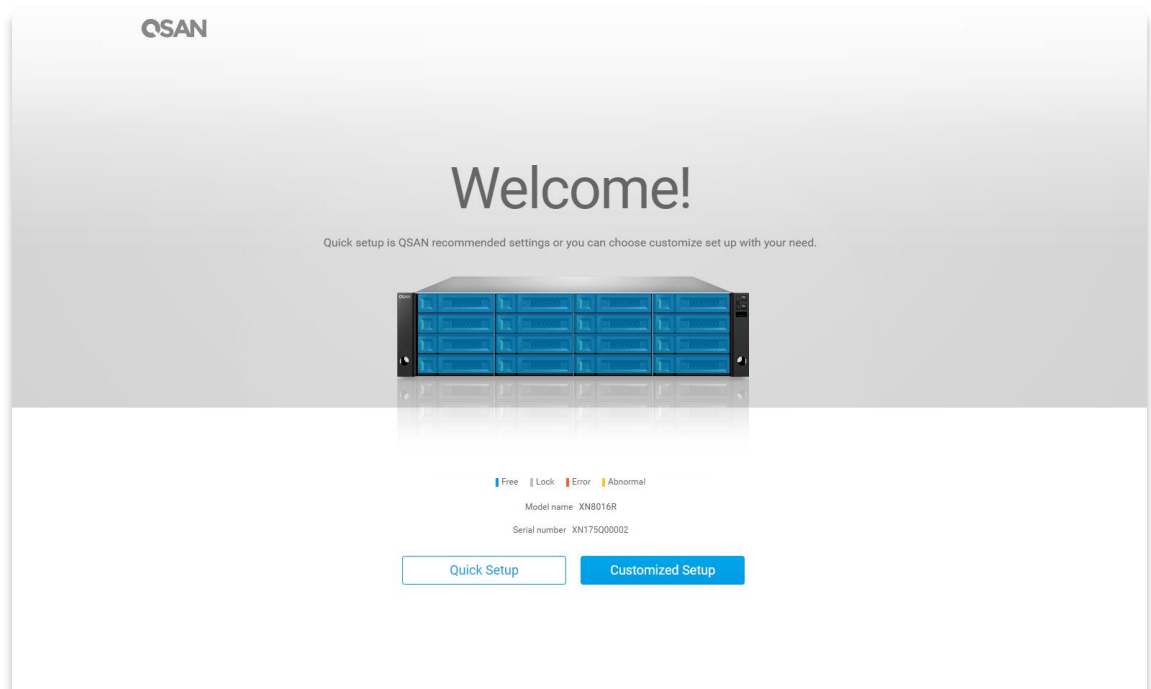 QSAN
Welcome!
Quick setup is QSAN recommended settings or you can choose customize set up with your need.
Free Lock Error Abnormal
Model name XN8016R
Serial number XN175Q00002
Quick Setup Customized Setup